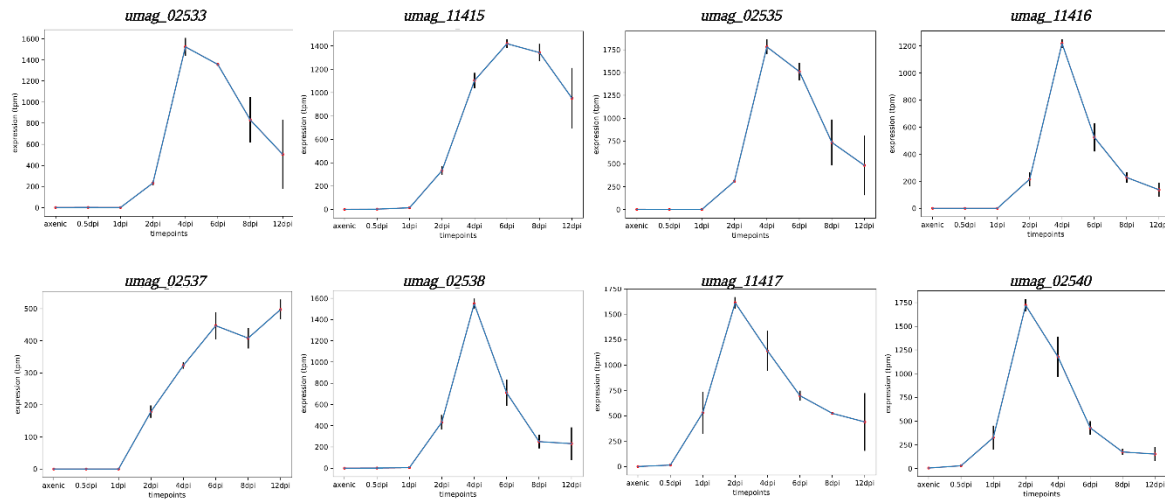 umag_02533
1600
1400
1200
1000
800
600
400
200
0
expression (tpm)
axenic 0.5dpi 1dpi 2dpi 4dpi 6dpi 8dpi 12dpi
timepoints
umag_11415
1400
1200
1000
800
600
400
200
0
expression (tpm)
axenic 0.5dpi 1dpi 2dpi 4dpi 6dpi 8dpi 12dpi
timepoints
umag_02535
1750
1500
1250
1000
750
500
250
0
expression (tpm)
axenic 0.5dpi 1dpi 2dpi 4dpi 6dpi 8dpi 12dpi
timepoints
umag_11416
1200
1000
800
600
400
200
0
expression (tpm)
axenic 0.5dpi 1dpi 2dpi 4dpi 6dpi 8dpi 12dpi
timepoints
umag_02537
500
400
300
200
100
0
expression (tpm)
axenic 0.5dpi 1dpi 2dpi 4dpi 6dpi 8dpi 12dpi
timepoints
umag_02538
1600
1400
1200
1000
800
600
400
200
0
expression (tpm)
axenic 0.5dpi 1dpi 2dpi 4dpi 6dpi 8dpi 12dpi
timepoints
umag_11417
1750
1500
1250
1000
750
500
250
0
expression (tpm)
axenic 0.5dpi 1dpi 2dpi 4dpi 6dpi 8dpi 12dpi
timepoints
umag_02540
1750
1500
1250
1000
750
500
250
0
expression (tpm)
axenic 0.5dpi 1dpi 2dpi 4dpi 6dpi 8dpi 12dpi
timepoints